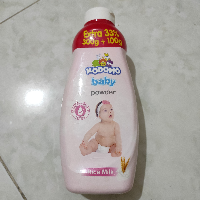 Extra 33%
300g + 100g
KODOMO
baby
powder
Rice Milk